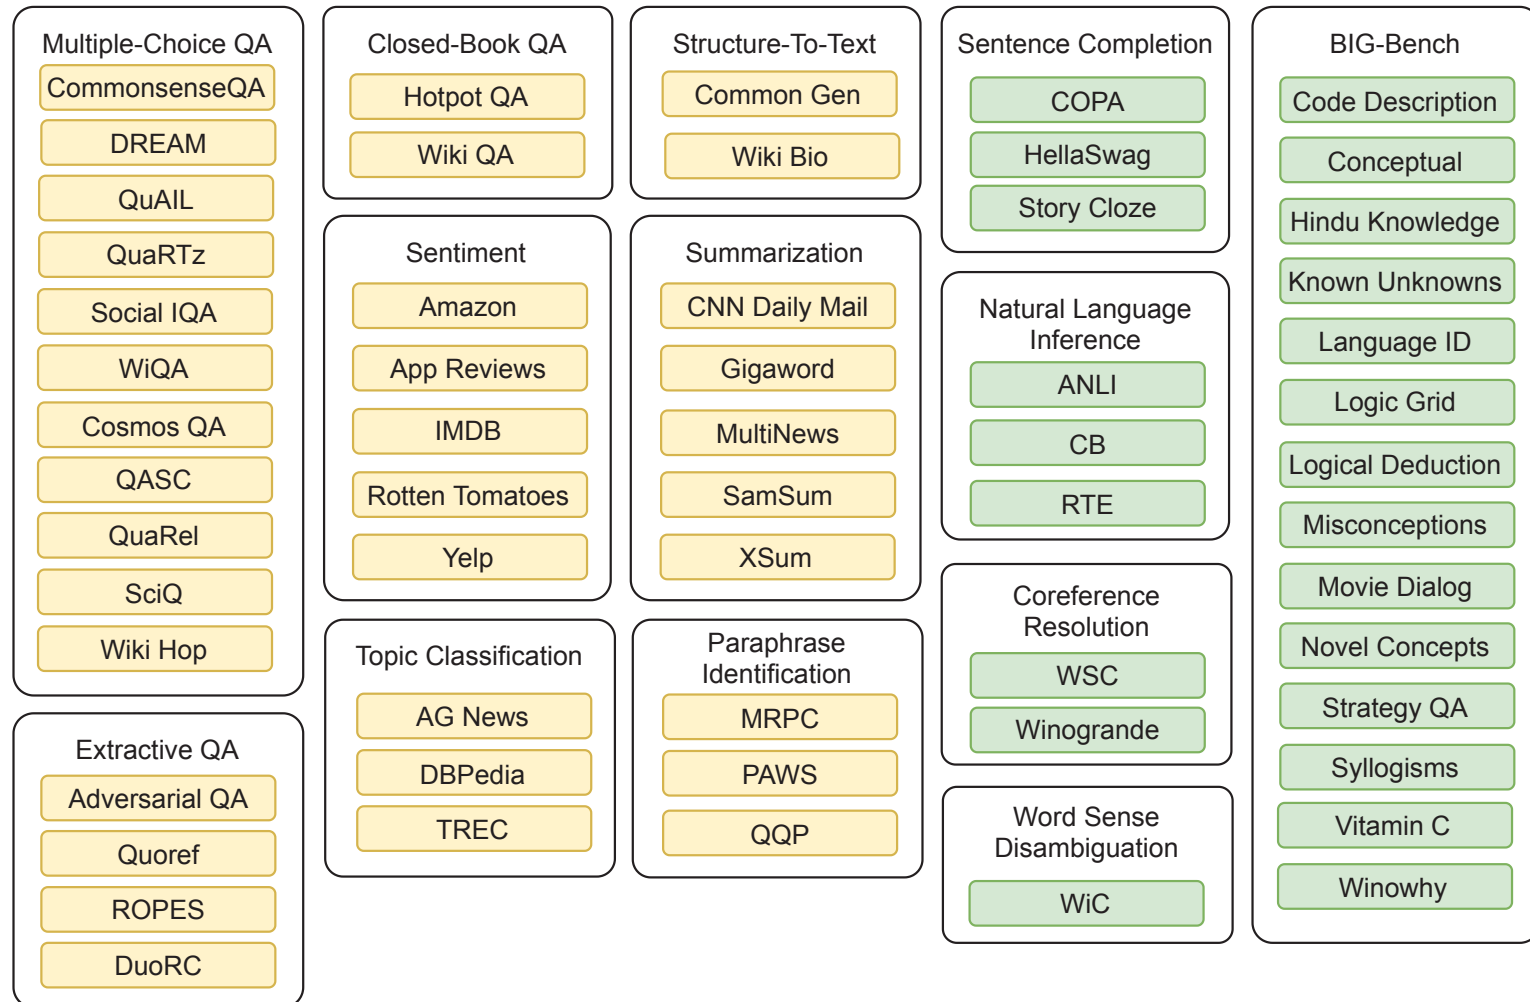 Multiple-Choice QA
CommonsenseQA
DREAM
QuAIL
QuaRTz
Social IQA
WiQA
Cosmos QA
QASC
QuaRel
SciQ
Wiki Hop
Extractive QA
Adversarial QA
Quoref
ROPES
DuoRC
Closed-Book QA
Hotpot QA
Wiki QA
Sentiment
Amazon
App Reviews
IMDB
Rotten Tomatoes
Yelp
Topic Classification
AG News
DBPedia
TREC
Structure-To-Text
Common Gen
Wiki Bio
Summarization
CNN Daily Mail
Gigaword
MultiNews
SamSum
XSum
Paraphrase
Identification
MRPC
PAWS
QQP
Sentence Completion
COPA
HellaSwag
Story Cloze
Natural Language
Inference
ANLI
CB
RTE
Coreference
Resolution
WSC
Winogrande
Word Sense
Disambiguation
WiC
BIG-Bench
Code Description
Conceptual
Hindu Knowledge
Known Unknowns
Language ID
Logic Grid
Logical Deduction
Misconceptions
Movie Dialog
Novel Concepts
Strategy QA
Syllogisms
Vitamin C
Winowhy